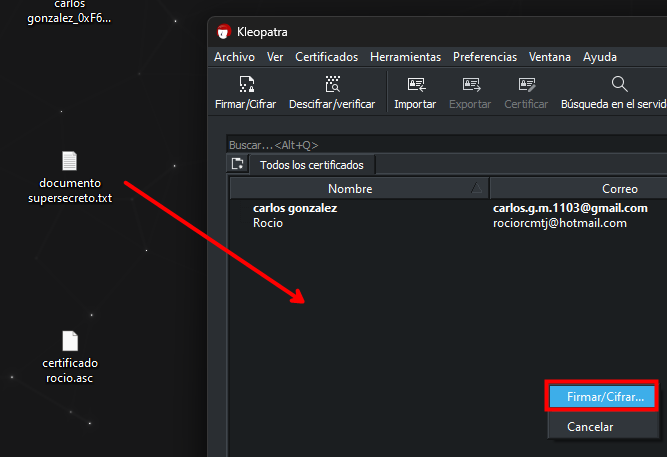 carlos
gonzalez_0xF6...
documento
supersecreto.txt
certificado
rocio.asc
Kleopatra
Archivo Ver Certificados Herramientas Preferencias Ventana Ayuda
Firmar/Cifrar Descifrar/verificar Importar Exportar Certificar Búsqueda en el servid
Buscar...<Alt+Q>
Todos los certificados
Nombre Correo
carlos gonzalez carlos.g.m.1103@gmail.com
Rocio rociorcmtj@hotmail.com
Firmar/Cifrar...
Cancelar